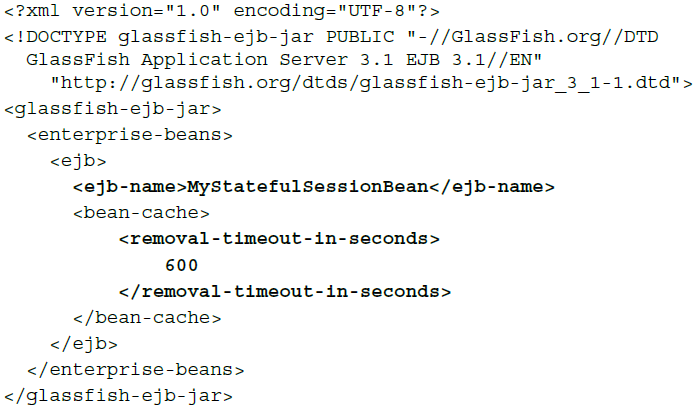 <?xml version="1.0" encoding="UTF-8"?>
<!DOCTYPE glassfish-ejb-jar PUBLIC "-//GlassFish.org//DTD
  GlassFish Application Server 3.1 EJB 3.1//EN"
    "http://glassfish.org/dtds/glassfish-ejb-jar_3_1-1.dtd">
<glassfish-ejb-jar>
  <enterprise-beans>
    <ejb>
      <ejb-name>MyStatefulSessionBean</ejb-name>
      <bean-cache>
          <removal-timeout-in-seconds>
              600
          </removal-timeout-in-seconds>
      </bean-cache>
    </ejb>
  </enterprise-beans>
</glassfish-ejb-jar>